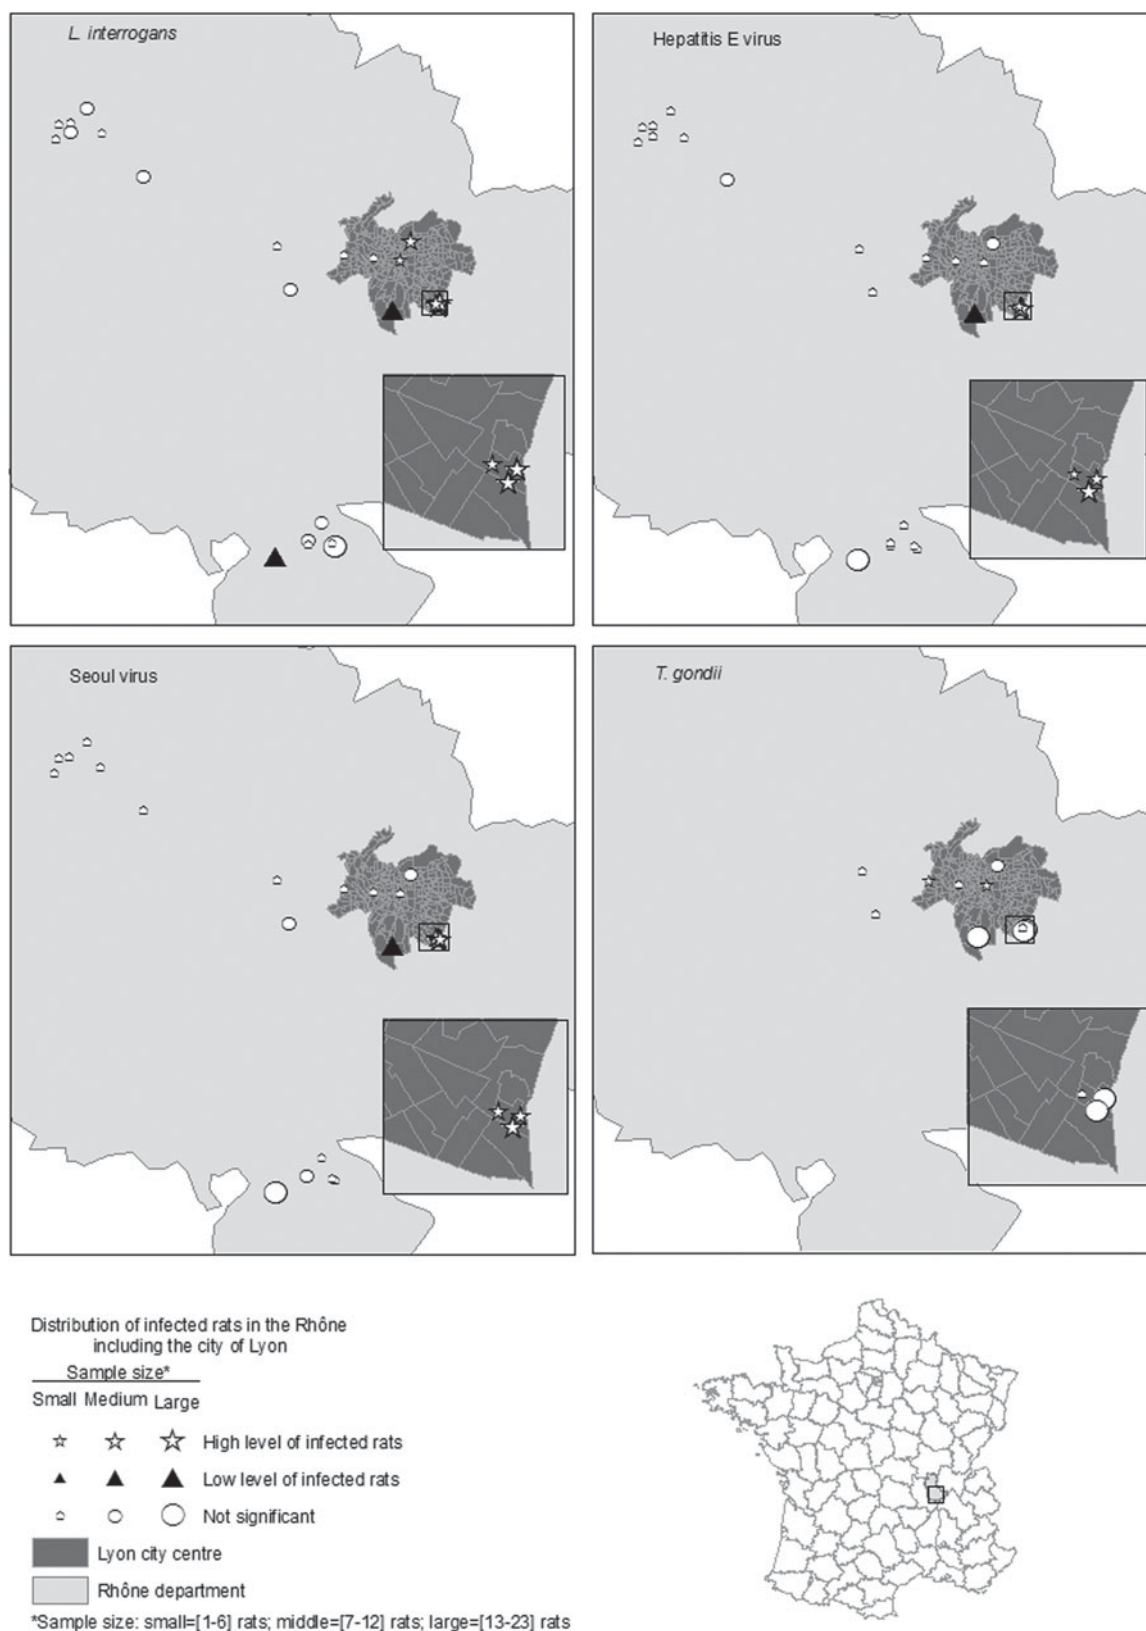 L. interrogans
Hepatitis E virus
Seoul virus
T. gondii
Distribution of infected rats in the Rhône
including the city of Lyon
Sample size*
Small Medium Large
High level of infected rats
Low level of infected rats
Not significant
Lyon city centre
Rhône department
*Sample size: small=[1-6] rats; middle=[7-12] rats; large=[13-23] rats